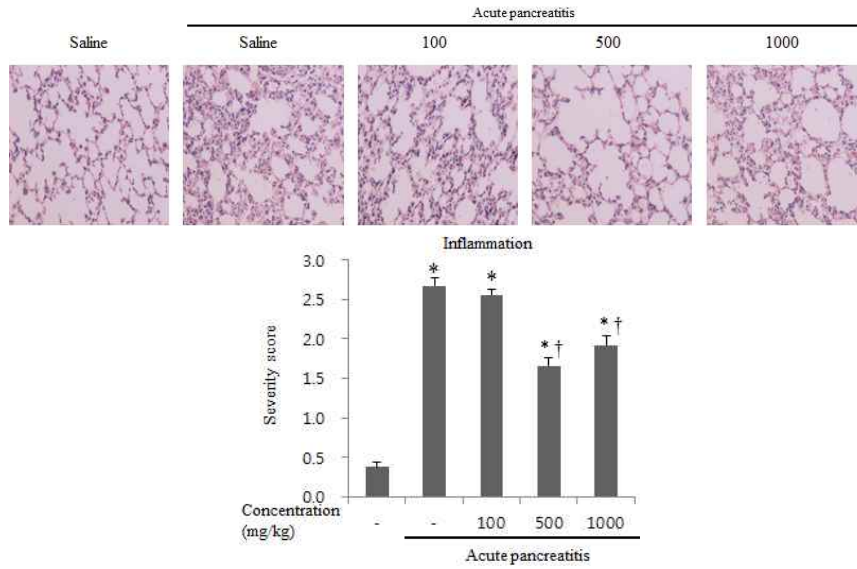 Acute pancreatitis
Saline Saline 100 500 1000
Inflammation
3.0
2.5
2.0
1.5
1.0
0.5
0.0
Severity score
* * * † * †
Concentration
(mg/kg)
- - 100 500 1000
Acute pancreatitis